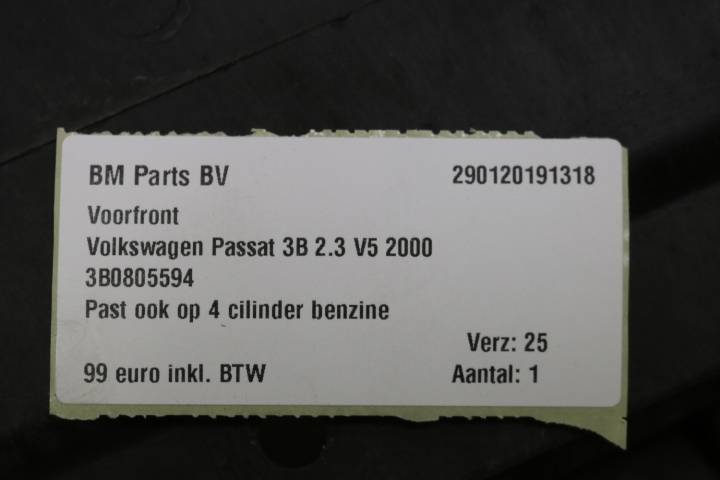 BM Parts BV 290120191318
Voorfront
Volkswagen Passat 3B 2.3 V5 2000
3B0805594
Past ook op 4 cilinder benzine
Verz: 25
99 euro inkl. BTW Aantal: 1